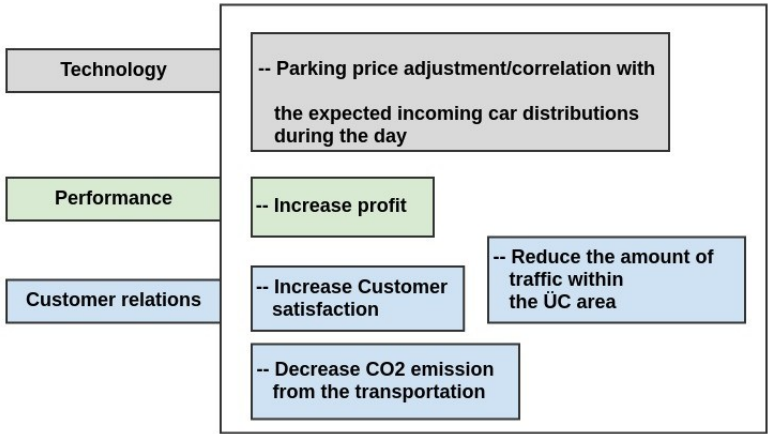 Technology
-- Parking price adjustment/correlation with
the expected incoming car distributions
during the day
Performance
-- Increase profit
Customer relations
-- Increase Customer
satisfaction
-- Reduce the amount of
traffic within
the ÜC area
-- Decrease CO2 emission
from the transportation